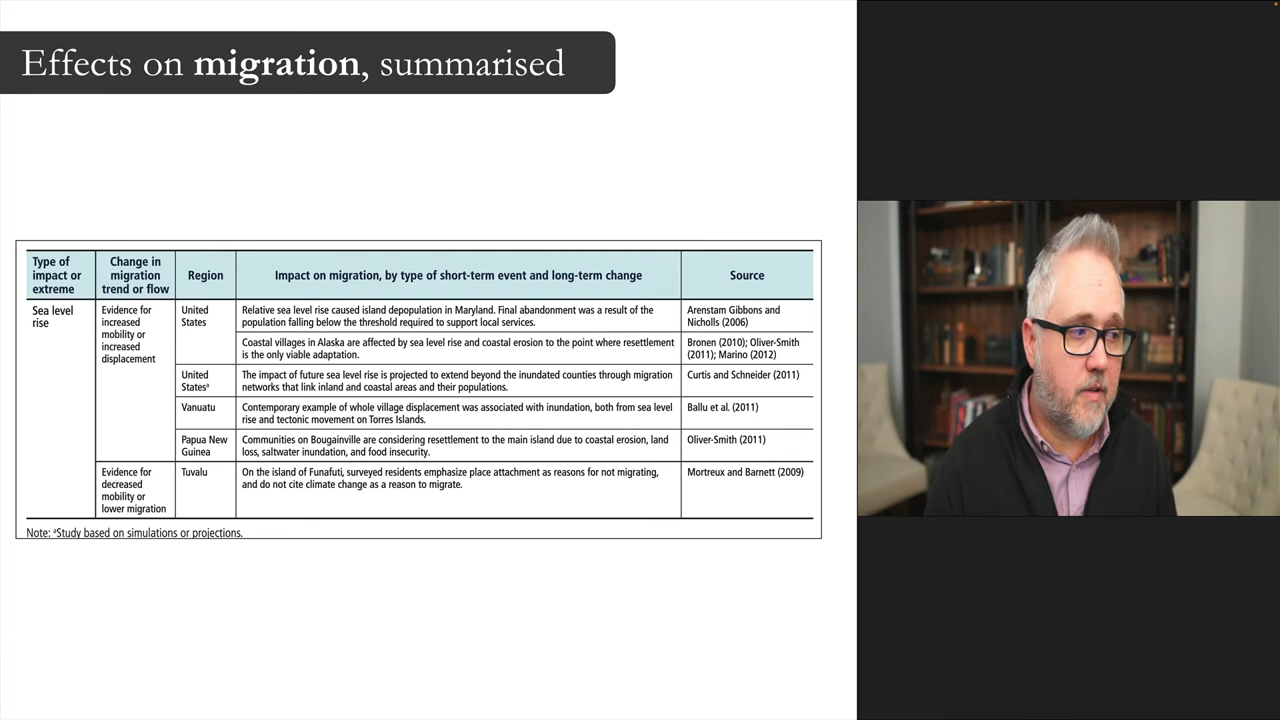 Effects on migration, summarised
Type of
impact or
extreme
Change in
migration
trend or flow
Region
Impact on migration, by type of short-term event and long-term change
Source
Sea level
rise
Evidence for
increased
mobility or
increased
displacement
United
States
Relative sea level rise caused island depopulation in Maryland. Final abandonment was a result of the
population falling below the threshold required to support local services.
Arenstam Gibbons and
Nicholls (2006)
Coastal villages in Alaska are affected by sea level rise and coastal erosion to the point where resettlement
is the only viable adaptation.
Bronen (2010); Oliver-Smith
(2011); Marino (2012)
United
Statesᵃ
The impact of future sea level rise is projected to extend beyond the inundated counties through migration
networks that link inland and coastal areas and their populations.
Curtis and Schneider (2011)
Vanuatu
Contemporary example of whole village displacement was associated with inundation, both from sea level
rise and tectonic movement on Torres Islands.
Ballu et al. (2011)
Papua New
Guinea
Communities on Bougainville are considering resettlement to the main island due to coastal erosion, land
loss, saltwater inundation, and food insecurity.
Oliver-Smith (2011)
Evidence for
decreased
mobility or
lower migration
Tuvalu
On the island of Funafuti, surveyed residents emphasize place attachment as reasons for not migrating,
and do not cite climate change as a reason to migrate.
Mortreux and Barnett (2009)
Note: ᵃStudy based on simulations or projections.